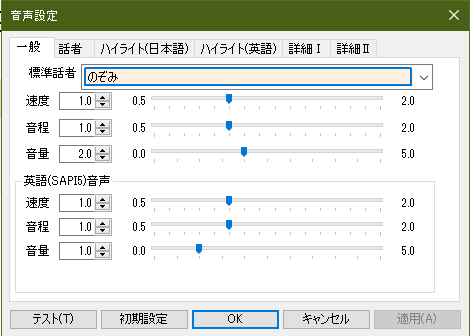 音声設定
一般 話者 ハイライト(日本語) ハイライト(英語) 詳細Ⅰ 詳細Ⅱ
標準話者 のぞみ
速度 1.0 0.5 2.0
音程 1.0 0.5 2.0
音量 2.0 0.0 5.0
英語(SAPI5)音声
速度 1.0 0.5 2.0
音程 1.0 0.5 2.0
音量 1.0 0.0 5.0
テスト(T) 初期設定 OK キャンセル 適用(A)